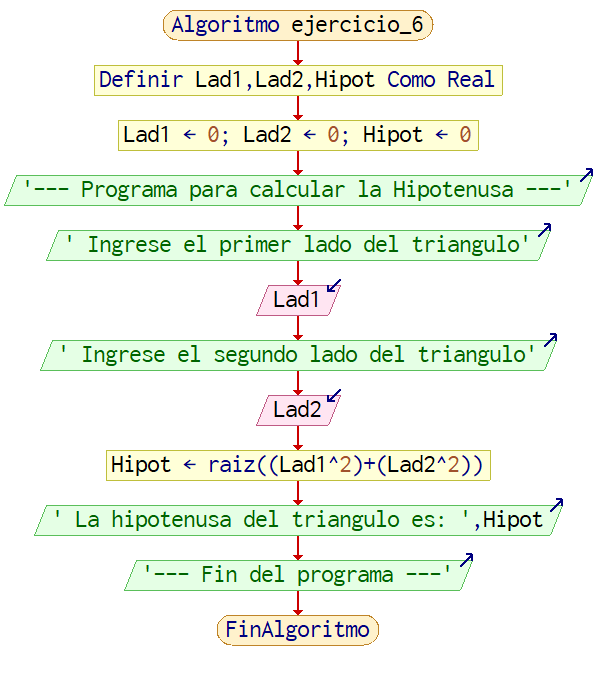 Algoritmo ejercicio_6
Definir Lad1,Lad2,Hipot Como Real
Lad1 ← 0; Lad2 ← 0; Hipot ← 0
'--- Programa para calcular la Hipotenusa ---'
' Ingrese el primer lado del triangulo'
Lad1
' Ingrese el segundo lado del triangulo'
Lad2
Hipot ← raiz((Lad1^2)+(Lad2^2))
' La hipotenusa del triangulo es: ',Hipot
'--- Fin del programa ---'
FinAlgoritmo